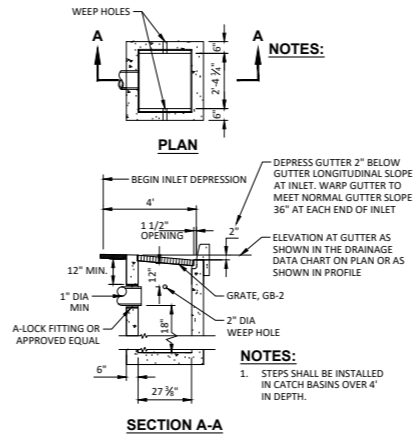 WEEP HOLES
A
A
6"
2'-4 ¼"
6"
NOTES:
PLAN
BEGIN INLET DEPRESSION
4'
1 1/2"
OPENING
DEPRESS GUTTER 2" BELOW
GUTTER LONGITUDINAL SLOPE
AT INLET. WARP GUTTER TO
MEET NORMAL GUTTER SLOPE
36" AT EACH END OF INLET
2"
ELEVATION AT GUTTER AS
SHOWN IN THE DRAINAGE
DATA CHART ON PLAN OR AS
SHOWN IN PROFILE
12" MIN.
12"
1" DIA
MIN
GRATE, GB-2
2" DIA
WEEP HOLE
A-LOCK FITTING OR
APPROVED EQUAL
18"
6"
27 ⅜"
NOTES:
1. STEPS SHALL BE INSTALLED
IN CATCH BASINS OVER 4'
IN DEPTH.
SECTION A-A